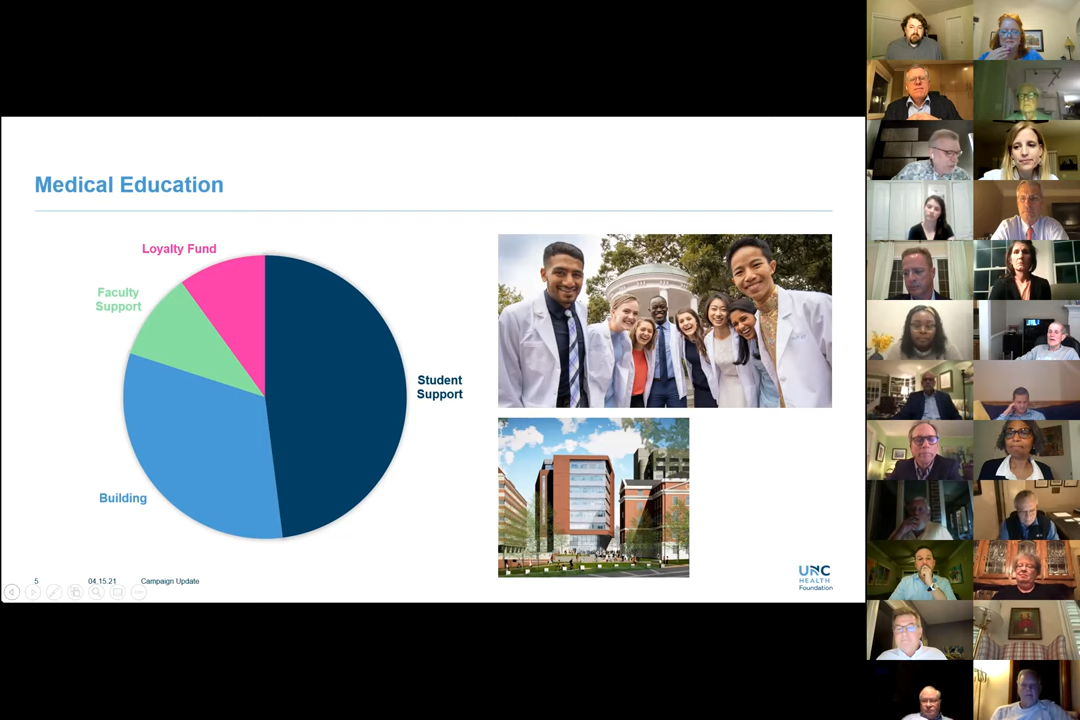 Medical Education
Loyalty Fund
Faculty
Support
Student
Support
Building
5
04.15.21
Campaign Update
UNC
HEALTH
Foundation